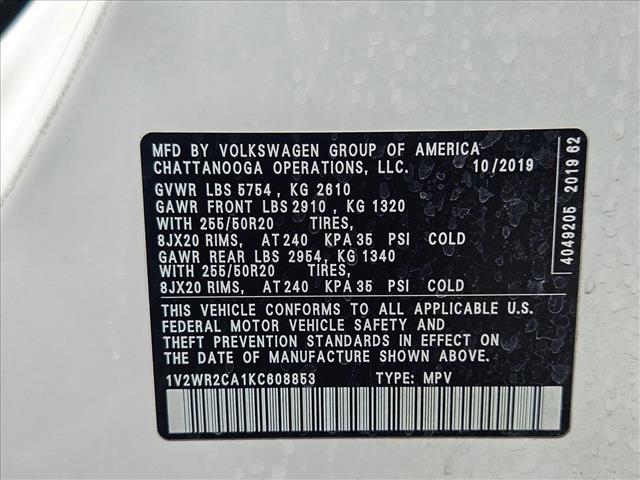 MFD BY VOLKSWAGEN GROUP OF AMERICA
CHATTANOOGA OPERATIONS, LLC. 10/2019
GVWR LBS 5754 , KG 2610
GAWR FRONT LBS 2910 , KG 1320
WITH 255/50R20 TIRES,
8JX20 RIMS, AT 240 KPA 35 PSI COLD
GAWR REAR LBS 2954, KG 1340
WITH 255/50R20 TIRES,
8JX20 RIMS, AT 240 KPA 35 PSI COLD
THIS VEHICLE CONFORMS TO ALL APPLICABLE U.S.
FEDERAL MOTOR VEHICLE SAFETY AND
THEFT PREVENTION STANDARDS IN EFFECT ON THE
DATE OF MANUFACTURE SHOWN ABOVE.
1V2WR2CA1KC608853 TYPE: MPV
4049205 2019 62